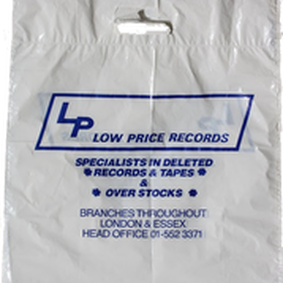 LP LOW PRICE RECORDS
SPECIALISTS IN DELETED
RECORDS & TAPES
&
OVER STOCKS
BRANCHES THROUGHOUT
LONDON & ESSEX
HEAD OFFICE 01-552 3371